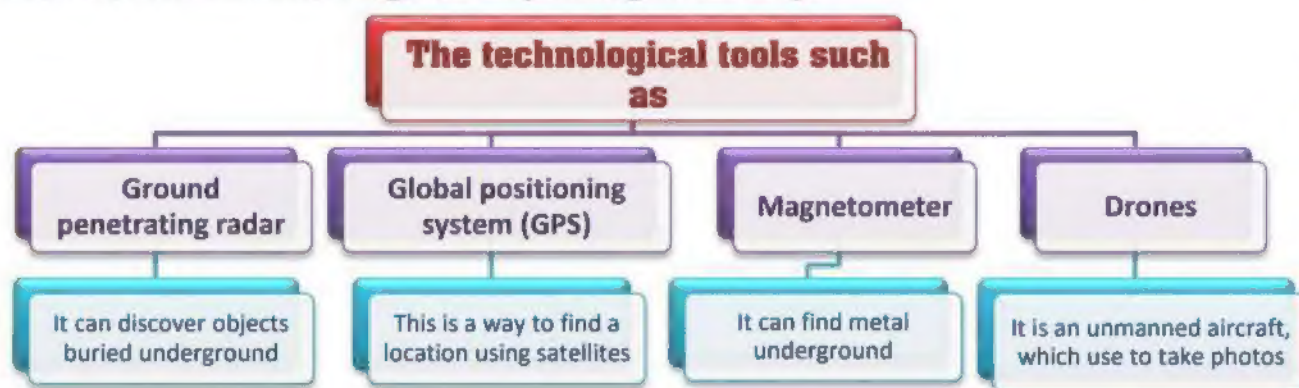 The technological tools such
as
Ground
penetrating radar
Global positioning
system (GPS)
Magnetometer
Drones
It can discover objects
buried underground
This is a way to find a
location using satellites
It can find metal
underground
It is an unmanned aircraft,
which use to take photos